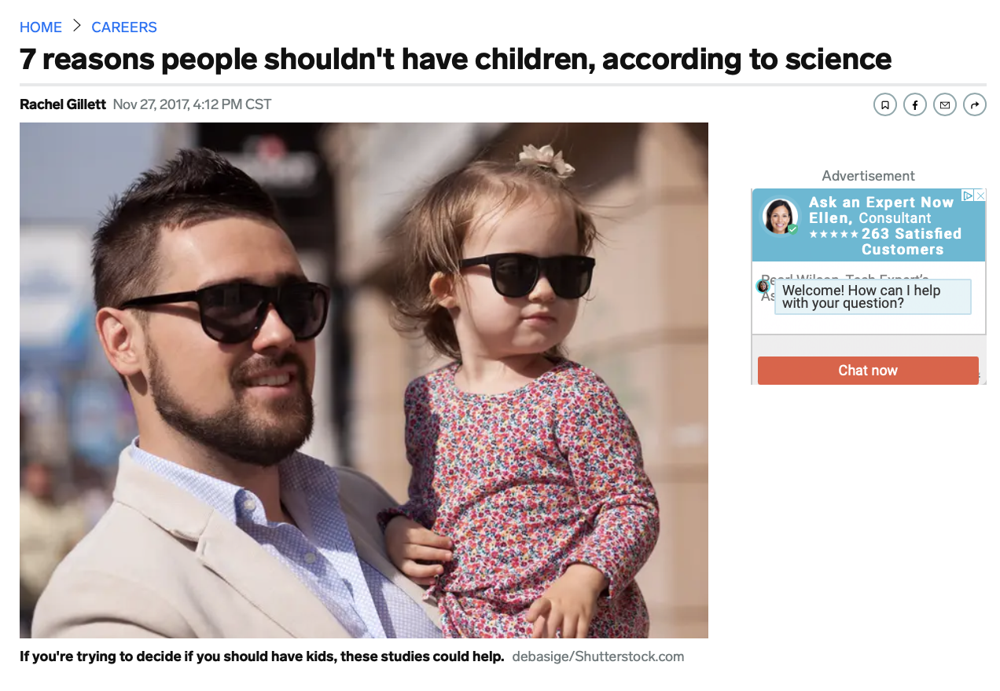 HOME > CAREERS
7 reasons people shouldn't have children, according to science
Rachel Gillett Nov 27, 2017, 4:12 PM CST
Advertisement
Ask an Expert Now
Ellen, Consultant
★★★★★ 263 Satisfied
Customers
Pearl Wilson, Tech Expert's
As
Welcome! How can I help
with your question?
Chat now
If you're trying to decide if you should have kids, these studies could help. debasige/Shutterstock.com